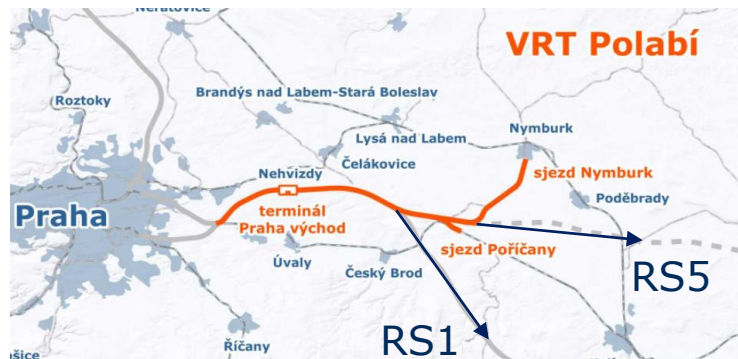 Neratovice
VRT Polabí
Roztoky
Brandýs nad Labem-Stará Boleslav
Lysá nad Labem
Nymburk
Čelákovice
Nehvizdy
sjezd Nymburk
Poděbrady
Praha
terminál
Praha východ
sjezd Poříčany
Úvaly
Český Brod
RS5
RS1
Říčany